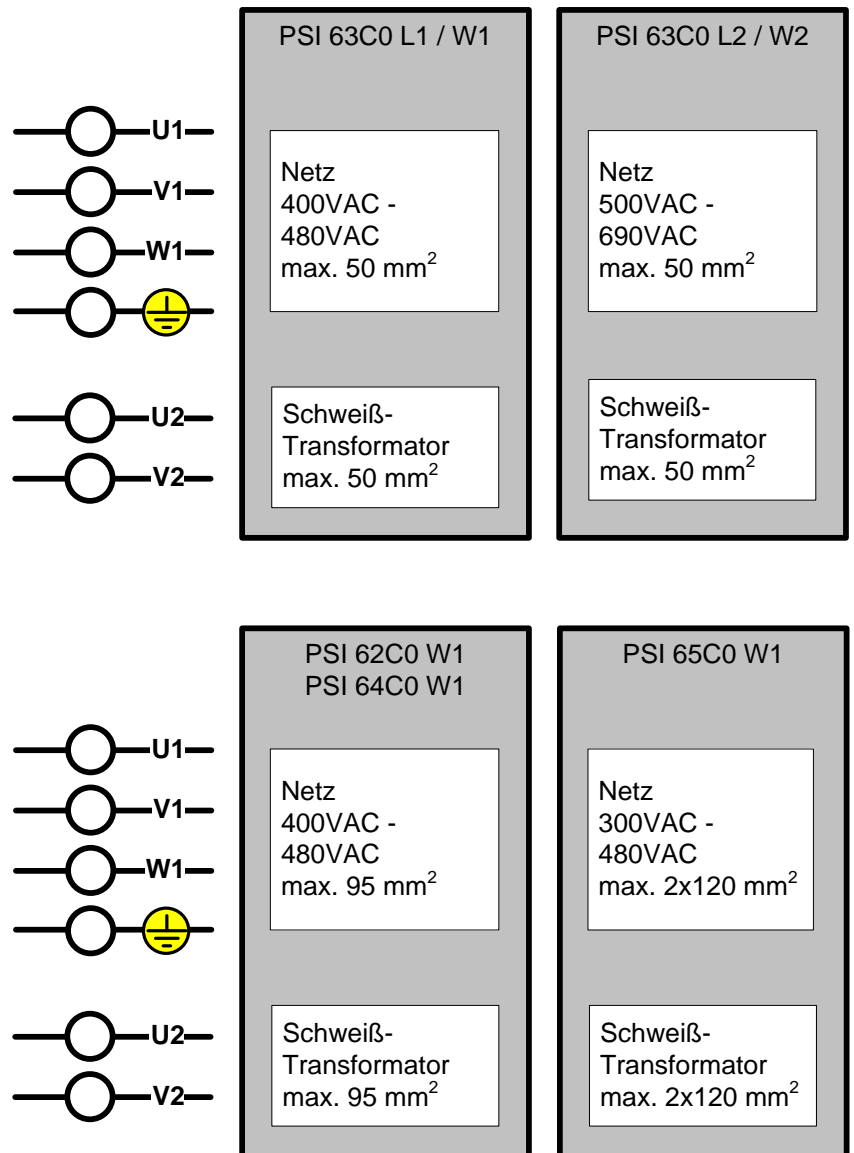 PSI 63C0 L1 / W1
PSI 63C0 L2 / W2
U1
V1
W1
U2
V2
Netz
400VAC -
480VAC
max. 50 mm²
Schweiß-
Transformator
max. 50 mm²
Netz
500VAC -
690VAC
max. 50 mm²
Schweiß-
Transformator
max. 50 mm²
PSI 62C0 W1
PSI 64C0 W1
PSI 65C0 W1
U1
V1
W1
U2
V2
Netz
400VAC -
480VAC
max. 95 mm²
Schweiß-
Transformator
max. 95 mm²
Netz
300VAC -
480VAC
max. 2x120 mm²
Schweiß-
Transformator
max. 2x120 mm²